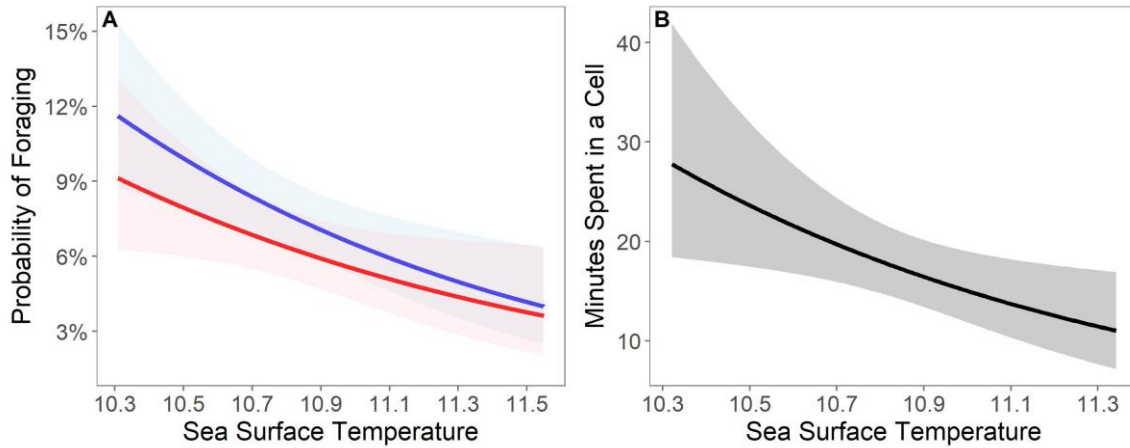 A
Probability of Foraging
15%
12%
9%
6%
3%
10.3 10.5 10.7 10.9 11.1 11.3 11.5
Sea Surface Temperature
B
Minutes Spent in a Cell
40
30
20
10
10.3 10.5 10.7 10.9 11.1 11.3
Sea Surface Temperature